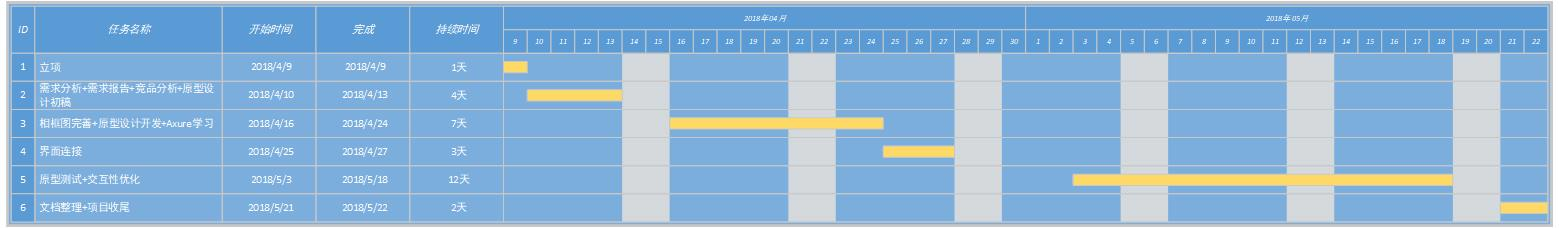 ID 任务名称 开始时间 完成 持续时间 2018年04月 2018年05月
9 10 11 12 13 14 15 16 17 18 19 20 21 22 23 24 25 26 27 28 29 30 1 2 3 4 5 6 7 8 9 10 11 12 13 14 15 16 17 18 19 20 21 22
1 立项 2018/4/9 2018/4/9 1天
2 需求分析+需求报告+竞品分析+原型设
计初稿 2018/4/10 2018/4/13 4天
3 相框图完善+原型设计开发+Axure学习 2018/4/16 2018/4/24 7天
4 界面连接 2018/4/25 2018/4/27 3天
5 原型测试+交互性优化 2018/5/3 2018/5/18 12天
6 文档整理+项目收尾 2018/5/21 2018/5/22 2天